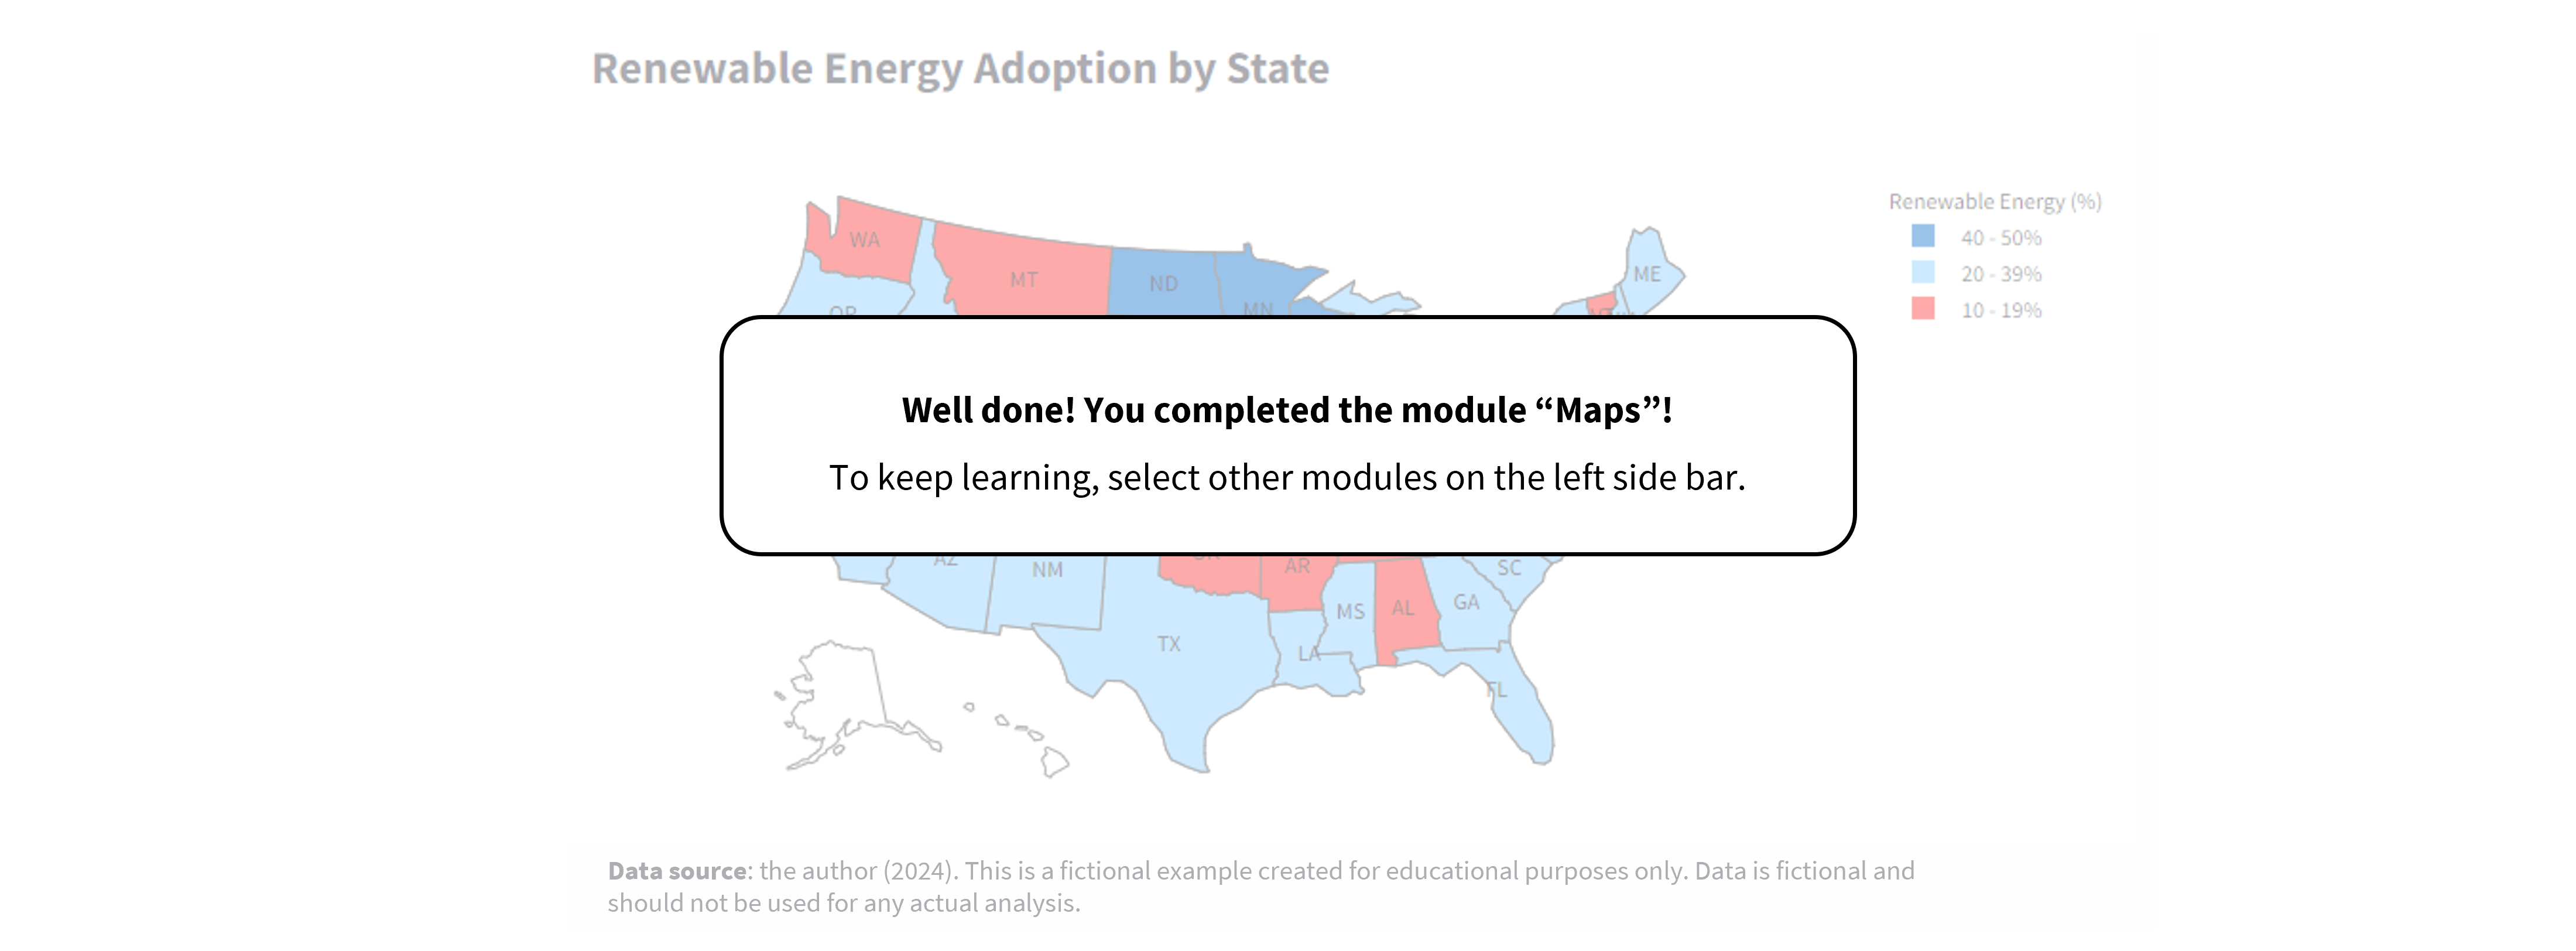 Renewable Energy Adoption by State
Renewable Energy (%)
40 - 50%
20 - 39%
10 - 19%
WA
MT
ND
MN
OR
ME
VT
Well done! You completed the module “Maps”!
To keep learning, select other modules on the left side bar.
AZ
NM
OK
AR
SC
MS
AL
GA
TX
LA
FL
Data source: the author (2024). This is a fictional example created for educational purposes only. Data is fictional and
should not be used for any actual analysis.